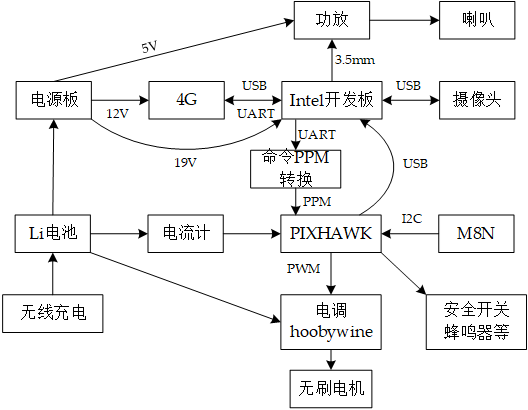 功放
喇叭
5V
3.5mm
电源板
4G
Intel开发板
摄像头
USB
USB
12V
UART
19V
UART
USB
命令PPM
转换
PPM
Li电池
电流计
PIXHAWK
I2C
M8N
PWM
无线充电
电调
hoobywine
安全开关
蜂鸣器等
无刷电机